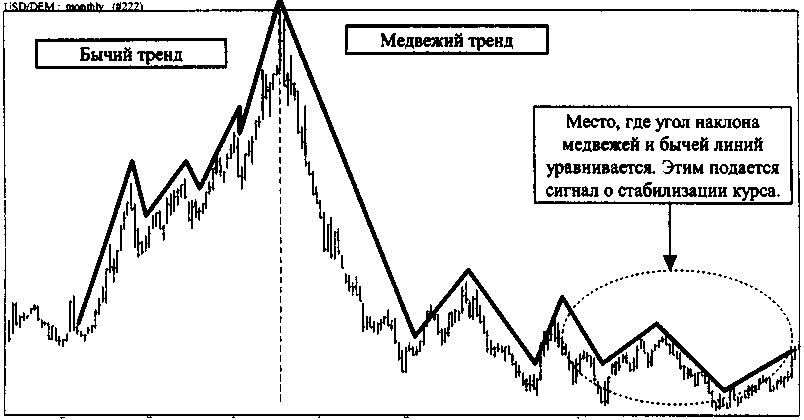 USD/DEM : monthly (#222)
Бычий тренд
Медвежий тренд
Место, где угол наклона
медвежей и бычей линий
уравнивается. Этим подается
сигнал о стабилизации курса.